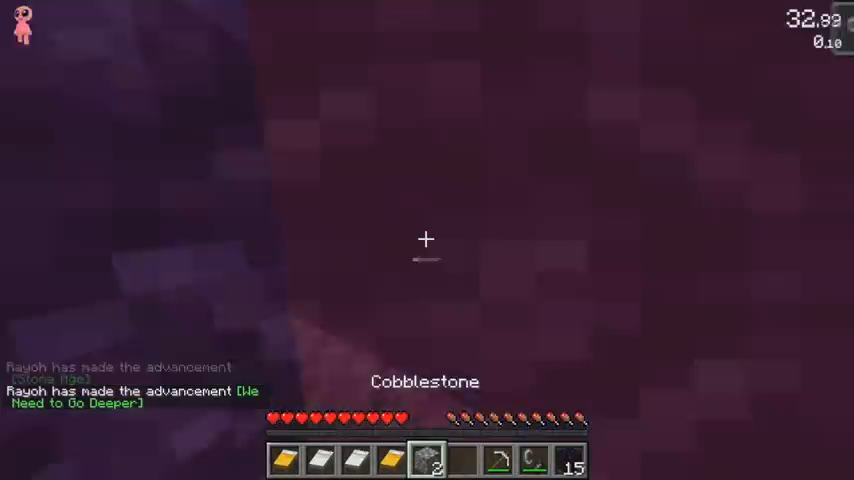 32.89
0.10
Rayoh has made the advancement
[Stone Age]
Rayoh has made the advancement [We
Need to Go Deeper]
Cobblestone
2
15